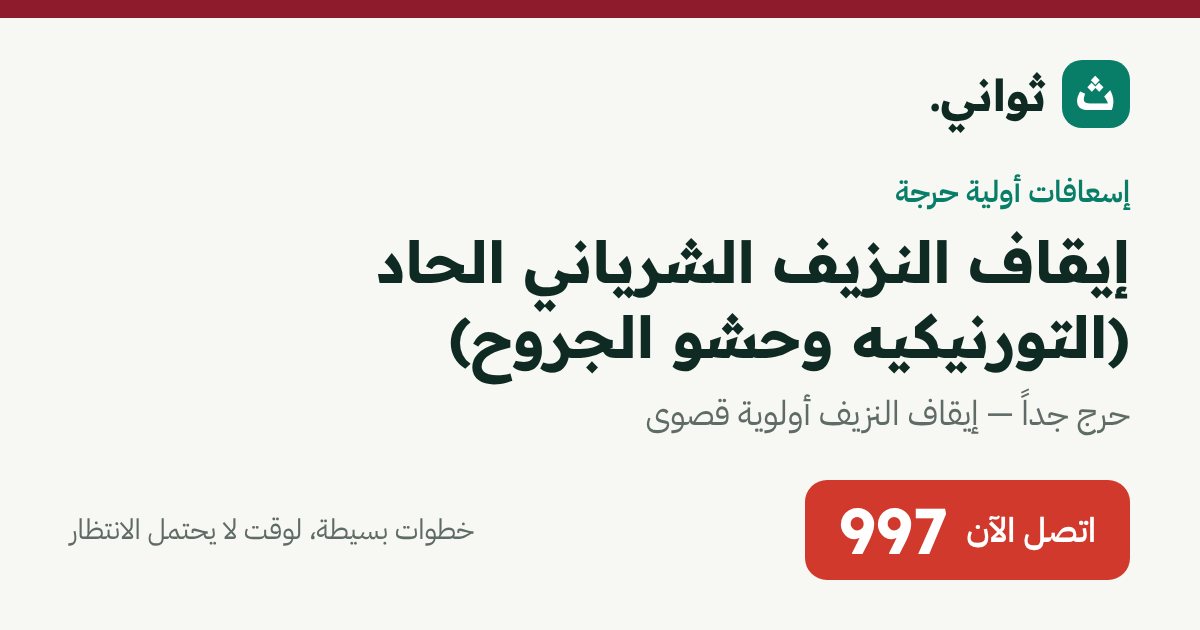 ث
ثواني.
إسعافات أولية حرجة
إيقاف النزيف الشرياني الحاد
(التورنيكيه وحشو الجروح)
حرج جداً — إيقاف النزيف أولوية قصوى
اتصل الآن 997
خطوات بسيطة، لوقت لا يحتمل الانتظار